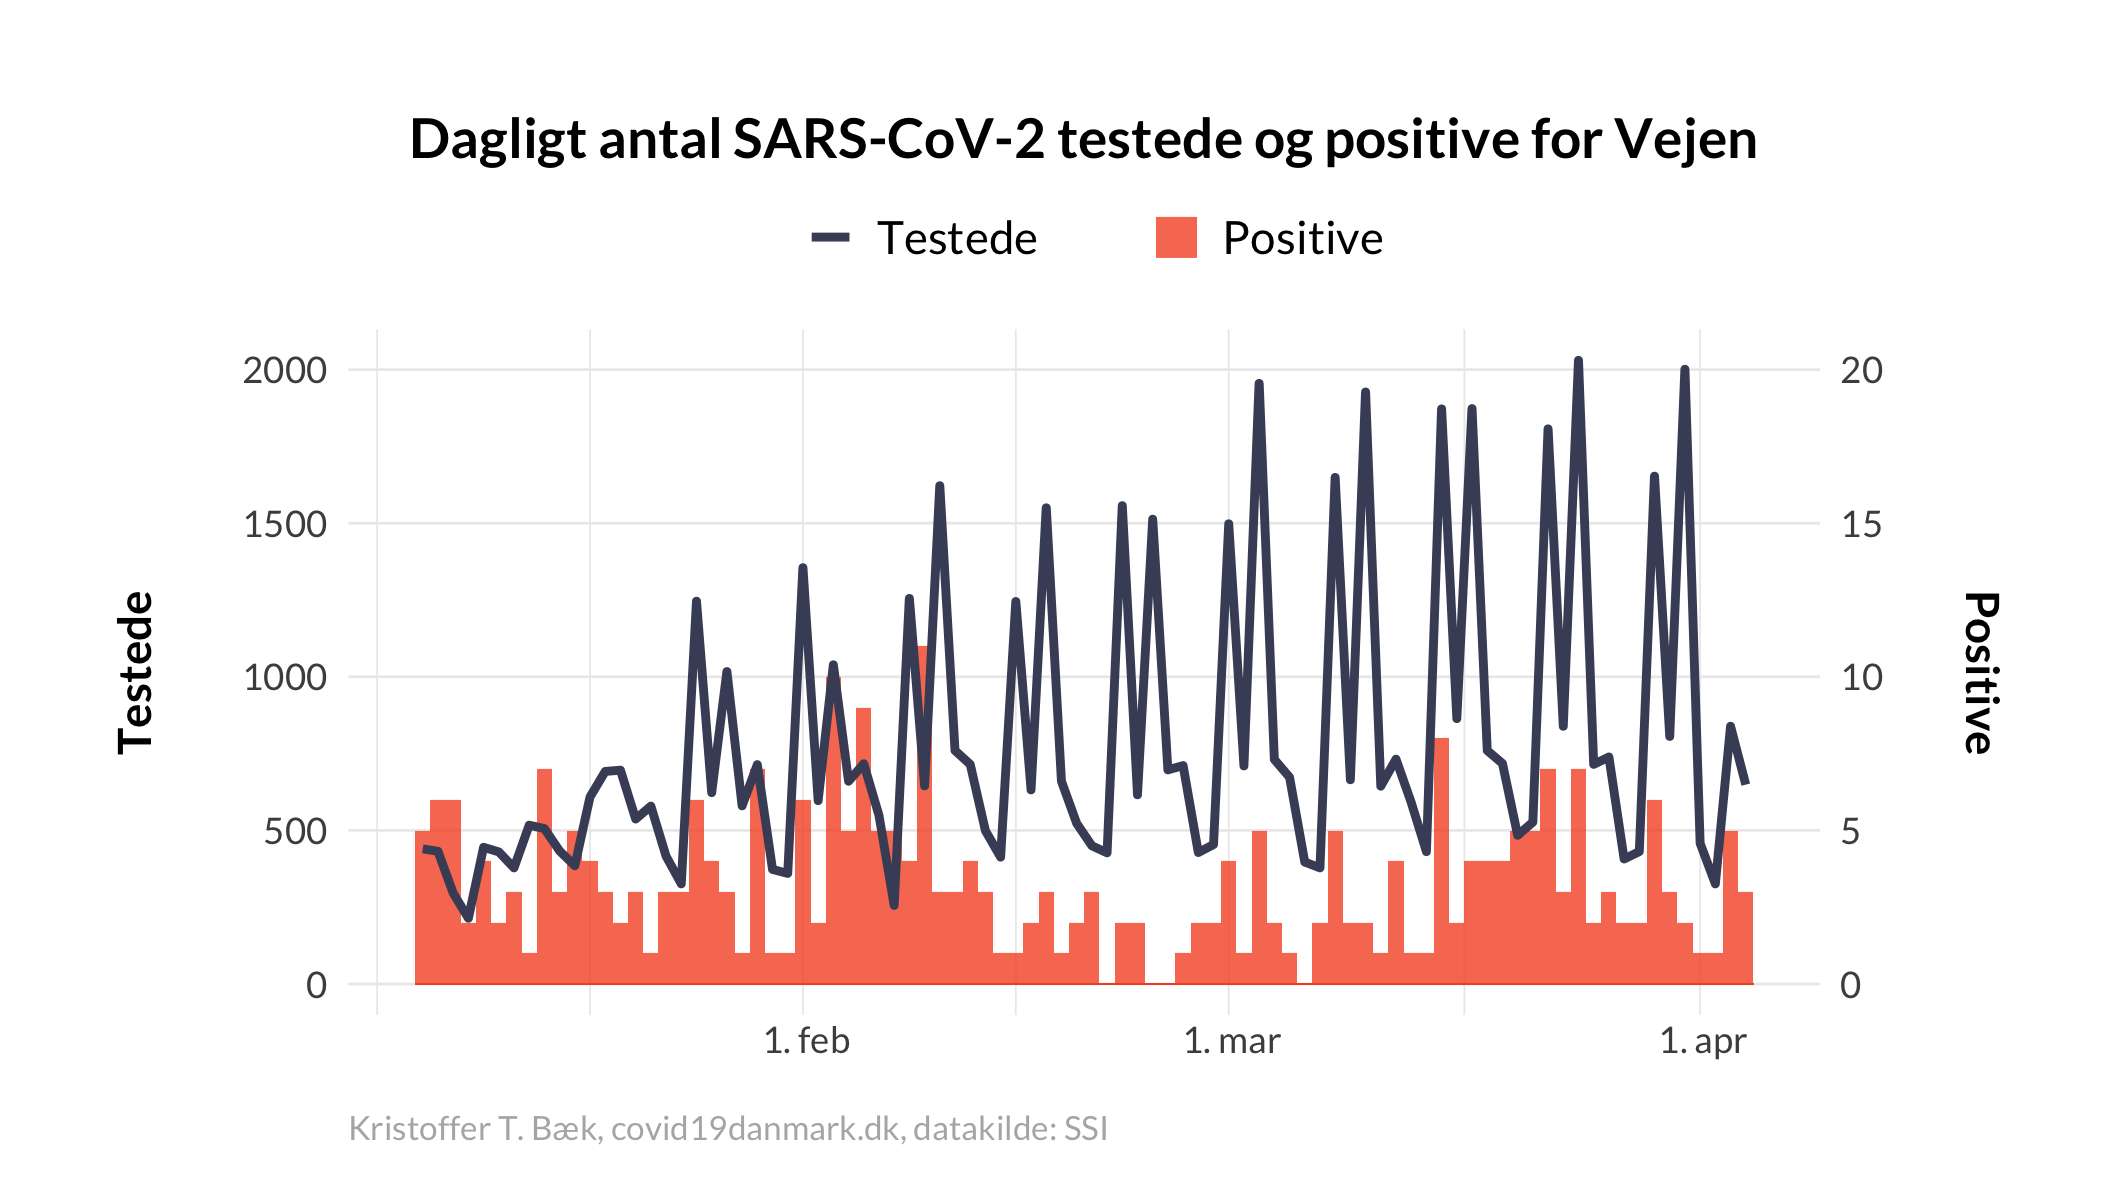 Dagligt antal SARS-CoV-2 testede og positive for Vejen
Testede Positive
2000 20
1500 15
1000 10
500 5
0 0
Testede
Positive
1. feb 1. mar 1. apr
Kristoffer T. Bæk, covid19danmark.dk, datakilde: SSI